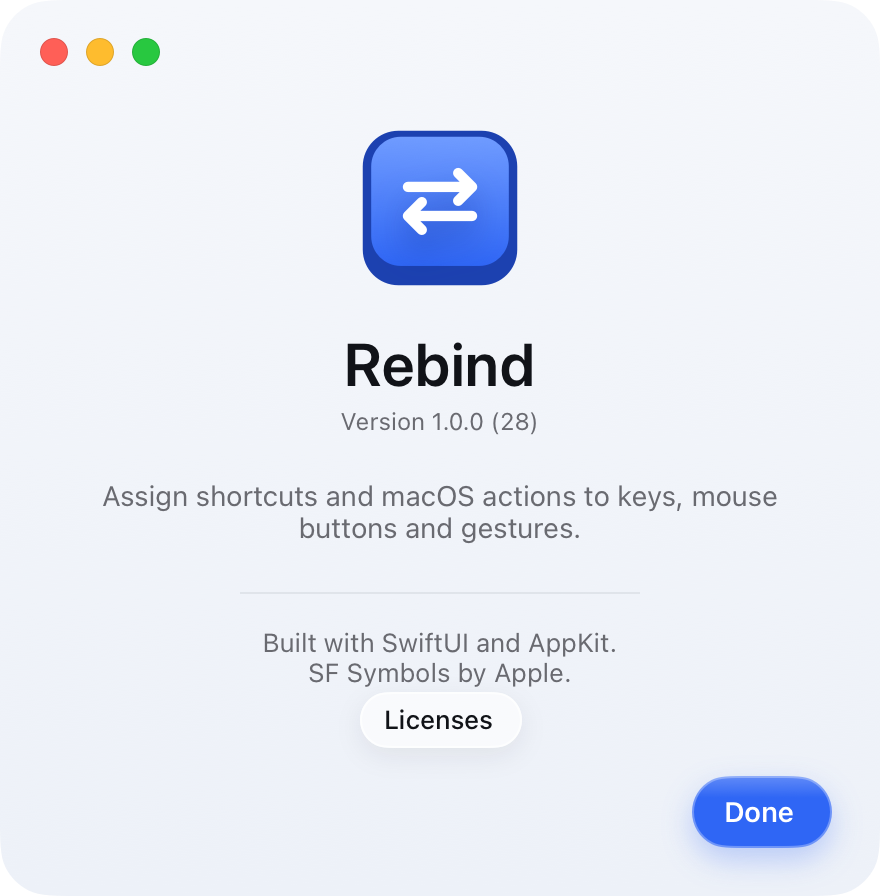 Rebind
Version 1.0.0 (28)
Assign shortcuts and macOS actions to keys, mouse
buttons and gestures.
Built with SwiftUI and AppKit.
SF Symbols by Apple.
Licenses
Done